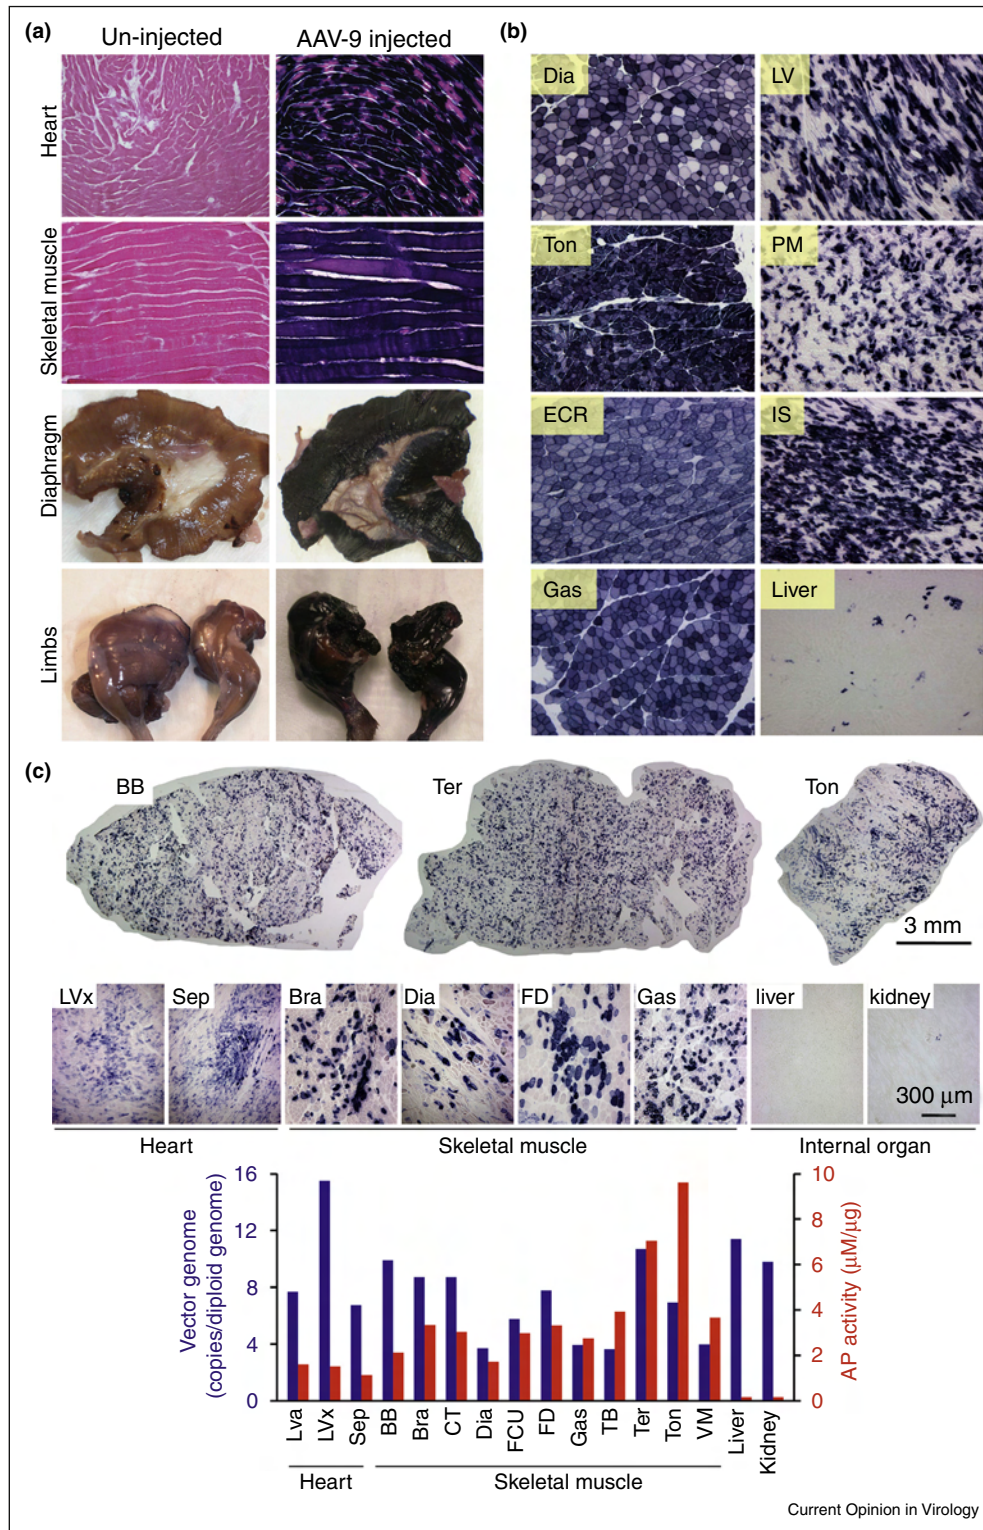 (a)
Un-injected
AAV-9 injected
Heart
Skeletal muscle
Diaphragm
Limbs
(b)
Dia
LV
Ton
PM
ECR
IS
Gas
Liver
(c)
BB
Ter
Ton
3 mm
LVx
Sep
Bra
Dia
FD
Gas
liver
kidney
300 μm
Heart
Skeletal muscle
Internal organ
Vector genome
(copies/diploid genome)
16
12
8
4
0
10
8
6
4
2
0
AP activity (μM/μg)
Lva
LVx
Sep
BB
Bra
CT
Dia
FCU
FD
Gas
TB
Ter
Ton
VM
Liver
Kidney
Heart
Skeletal muscle
Current Opinion in Virology